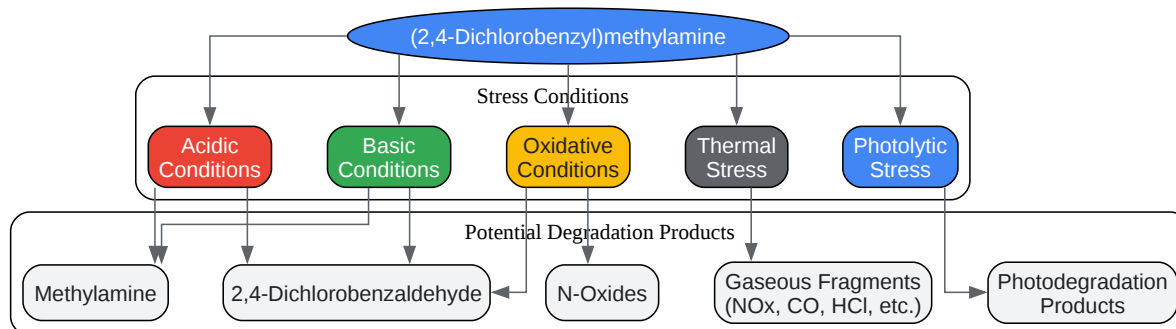 (2,4-Dichlorobenzyl)methylamine
Stress Conditions
Acidic
Conditions
Basic
Conditions
Oxidative
Conditions
Thermal
Stress
Photolytic
Stress
Potential Degradation Products
Methylamine
2,4-Dichlorobenzaldehyde
N-Oxides
Gaseous Fragments
(NOx, CO, HCl, etc.)
Photodegradation
Products